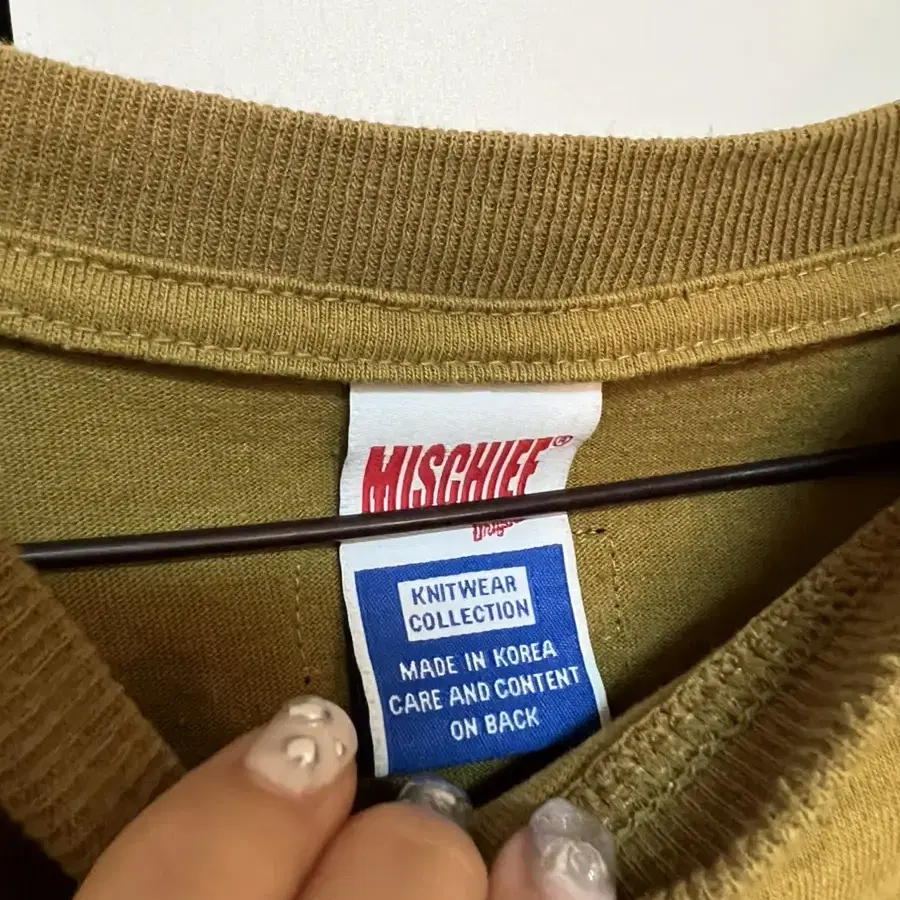 MISCHIEF®
KNITWEAR
COLLECTION
MADE IN KOREA
CARE AND CONTENT
ON BACK